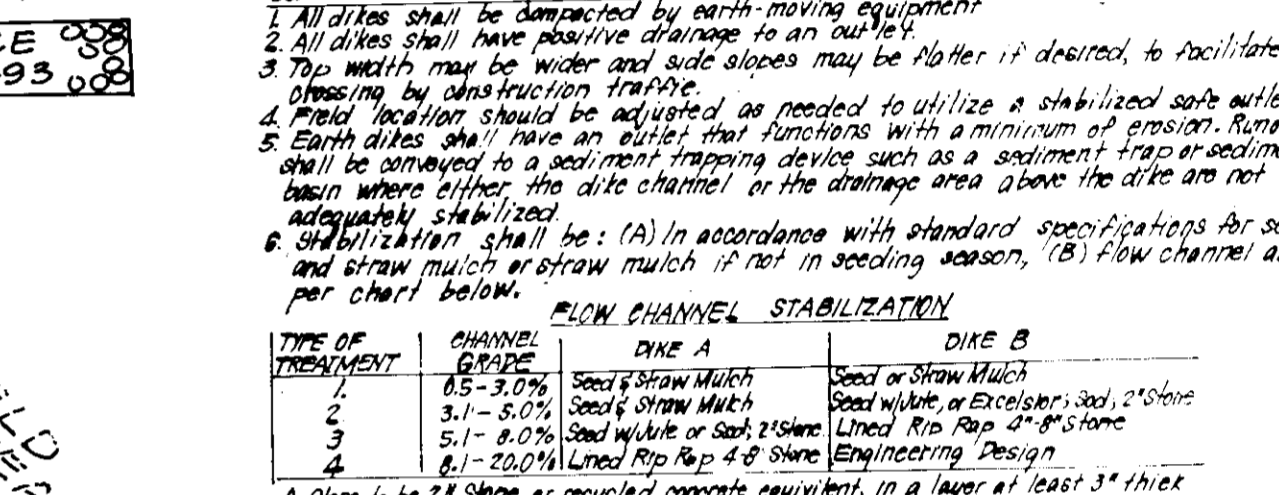 1. All dikes shall be compacted by earth-moving equipment
2. All dikes shall have positive drainage to an outlet.
3. Top width may be wider and side slopes may be flatter if desired, to facilitate
crossing by construction traffic.
4. Field location should be adjusted as needed to utilize a stabilized safe outle
5. Earth dikes shall have an outlet that functions with a minimum of erosion. Runo
shall be conveyed to a sediment trapping device such as a sediment trap or sedime
basin where either the dike channel or the drainage area above the dike are not
adequately stabilized.
6. Stabilization shall be: (A) In accordance with standard specifications for se
and straw mulch or straw mulch if not in seeding season, (B) flow channel a
per chart below.
FLOW CHANNEL STABILIZATION
TYPE OF TREATMENT CHANNEL GRADE DIKE A DIKE B
1. 0.5-3.0% Seed & Straw Mulch Seed or Straw Mulch
2 3.1-5.0% Seed & Straw Mulch Seed w/Jute, or Excelsior; Sod; 2" Stone
3 5.1-8.0% Seed w/Jute or Sod; 2" Stone Lined Rip Rap 4"-8" Stone
4 8.1-20.0% Lined Rip Rap 4-8" Stone Engineering Design
A. Stone to be 2" Stone or recycled concrete equivilent, in a layer at least 3" thick
E
93